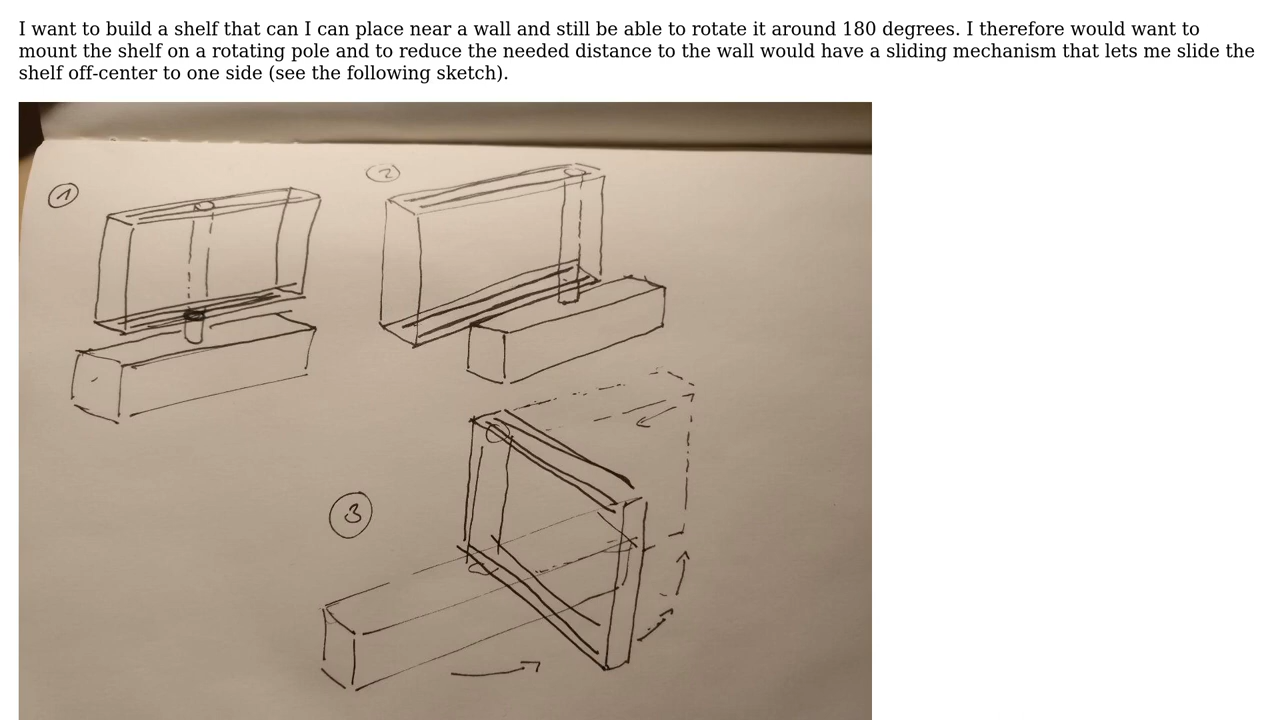 I want to build a shelf that can I can place near a wall and still be able to rotate it around 180 degrees. I therefore would want to
mount the shelf on a rotating pole and to reduce the needed distance to the wall would have a sliding mechanism that lets me slide the
shelf off-center to one side (see the following sketch).
1
2
3